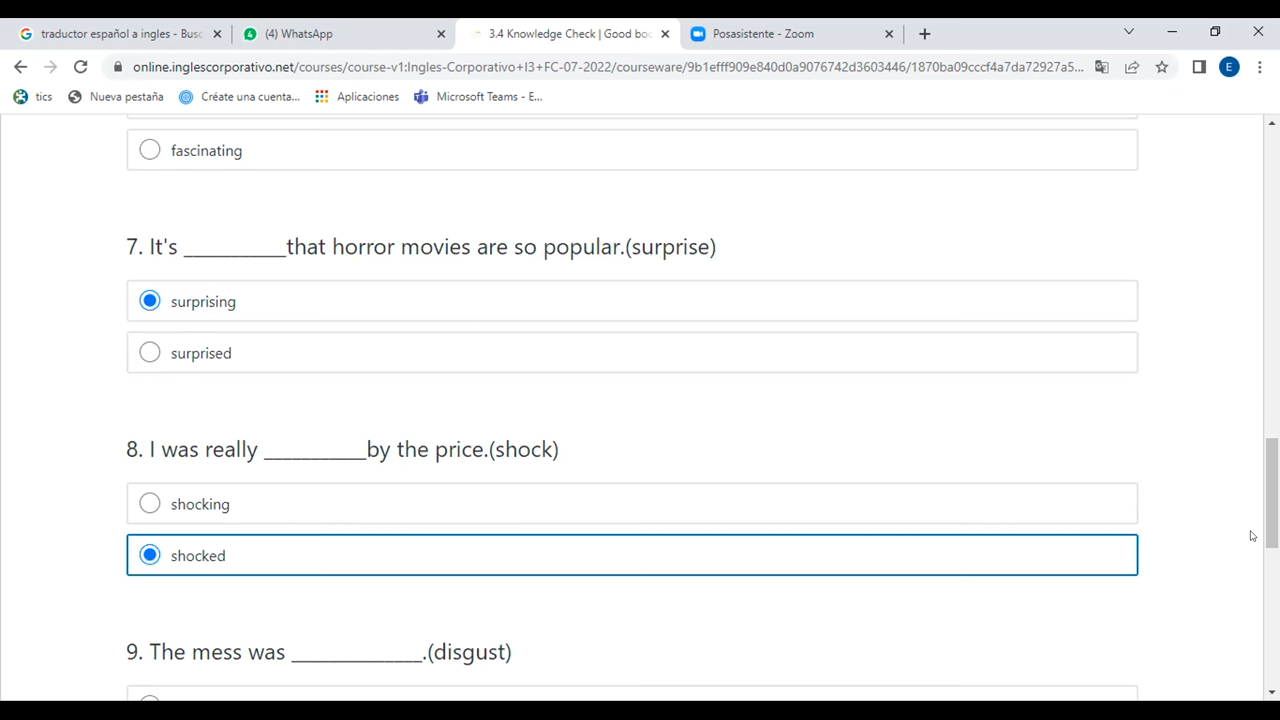 traductor español a ingles - Busc
(4) WhatsApp
3.4 Knowledge Check | Good boo
Posasistente - Zoom
online.inglescorporativo.net/courses/course-v1:Ingles-Corporativo+I3+FC-07-2022/courseware/9b1efff909e840d0a9076742d3603446/1870ba09cccf4a7da72927a5...
E
tics
Nueva pestaña
Créate una cuenta...
Aplicaciones
Microsoft Teams - E...
fascinating
7. It's __________that horror movies are so popular.(surprise)
surprising
surprised
8. I was really __________by the price.(shock)
shocking
shocked
9. The mess was _____________.(disgust)